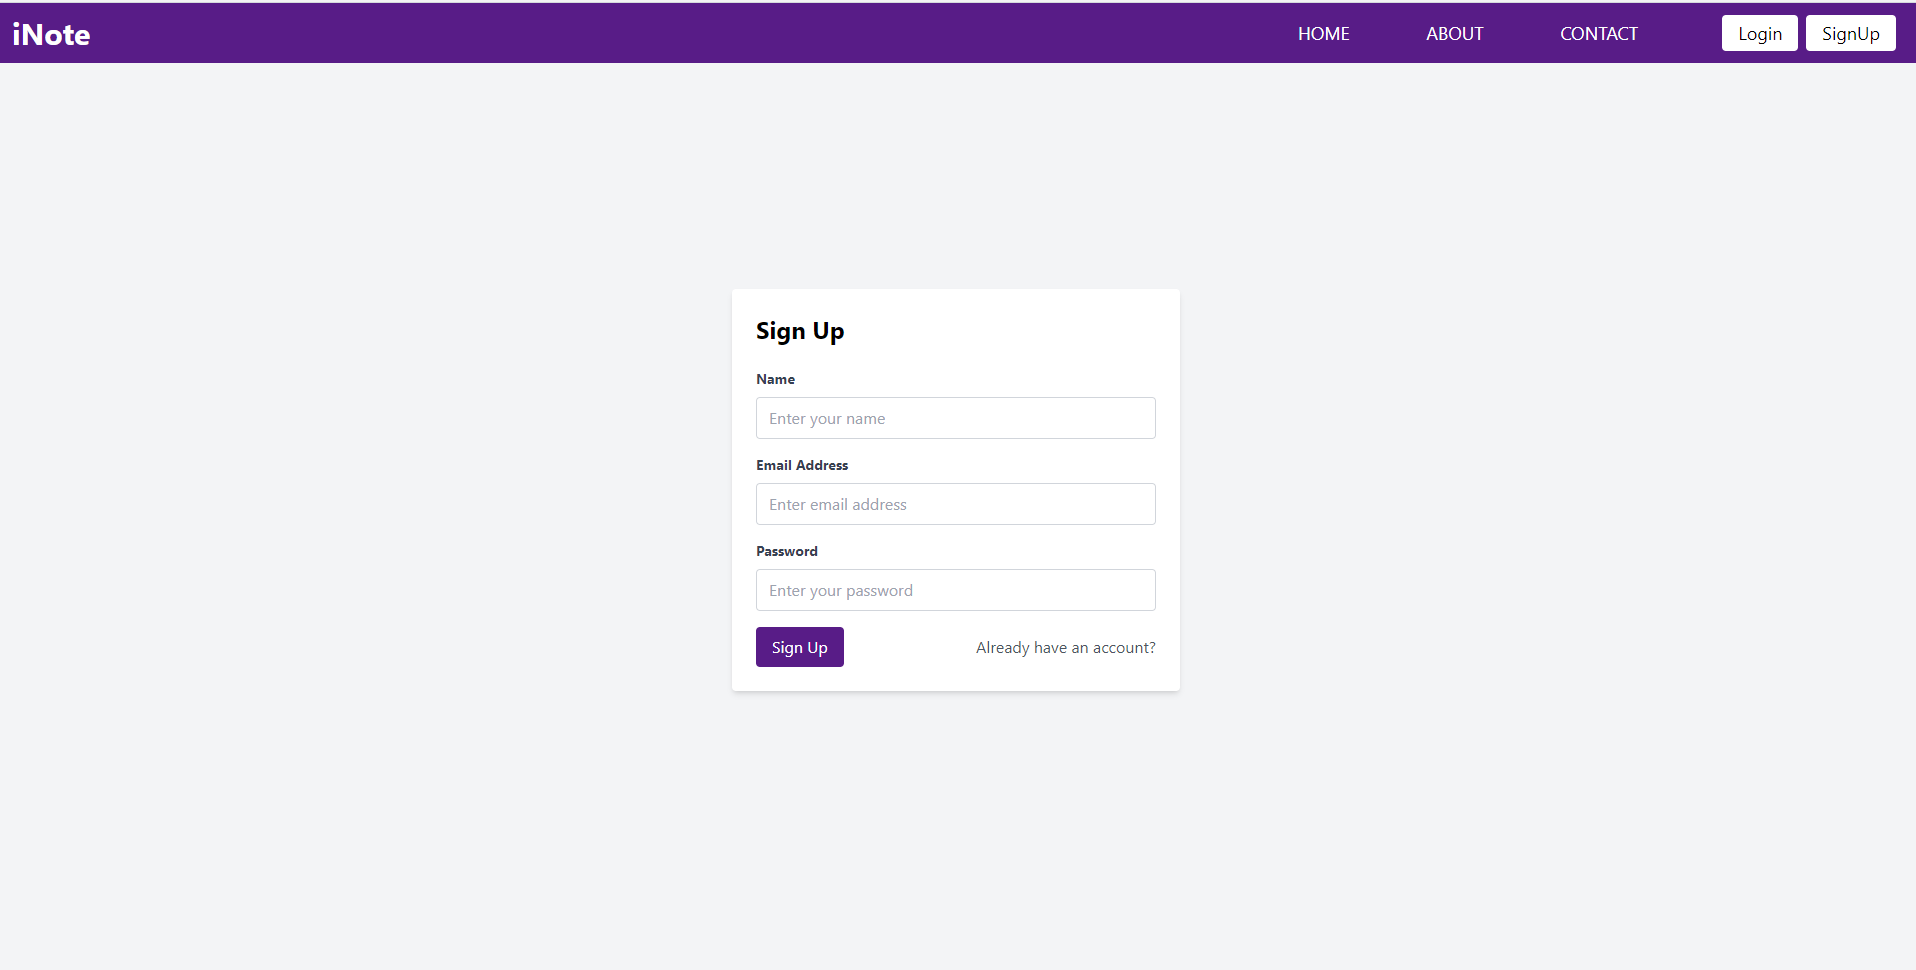 iNote HOME ABOUT CONTACT Login SignUp
Sign Up
Name
Enter your name
Email Address
Enter email address
Password
Enter your password
Sign Up Already have an account?